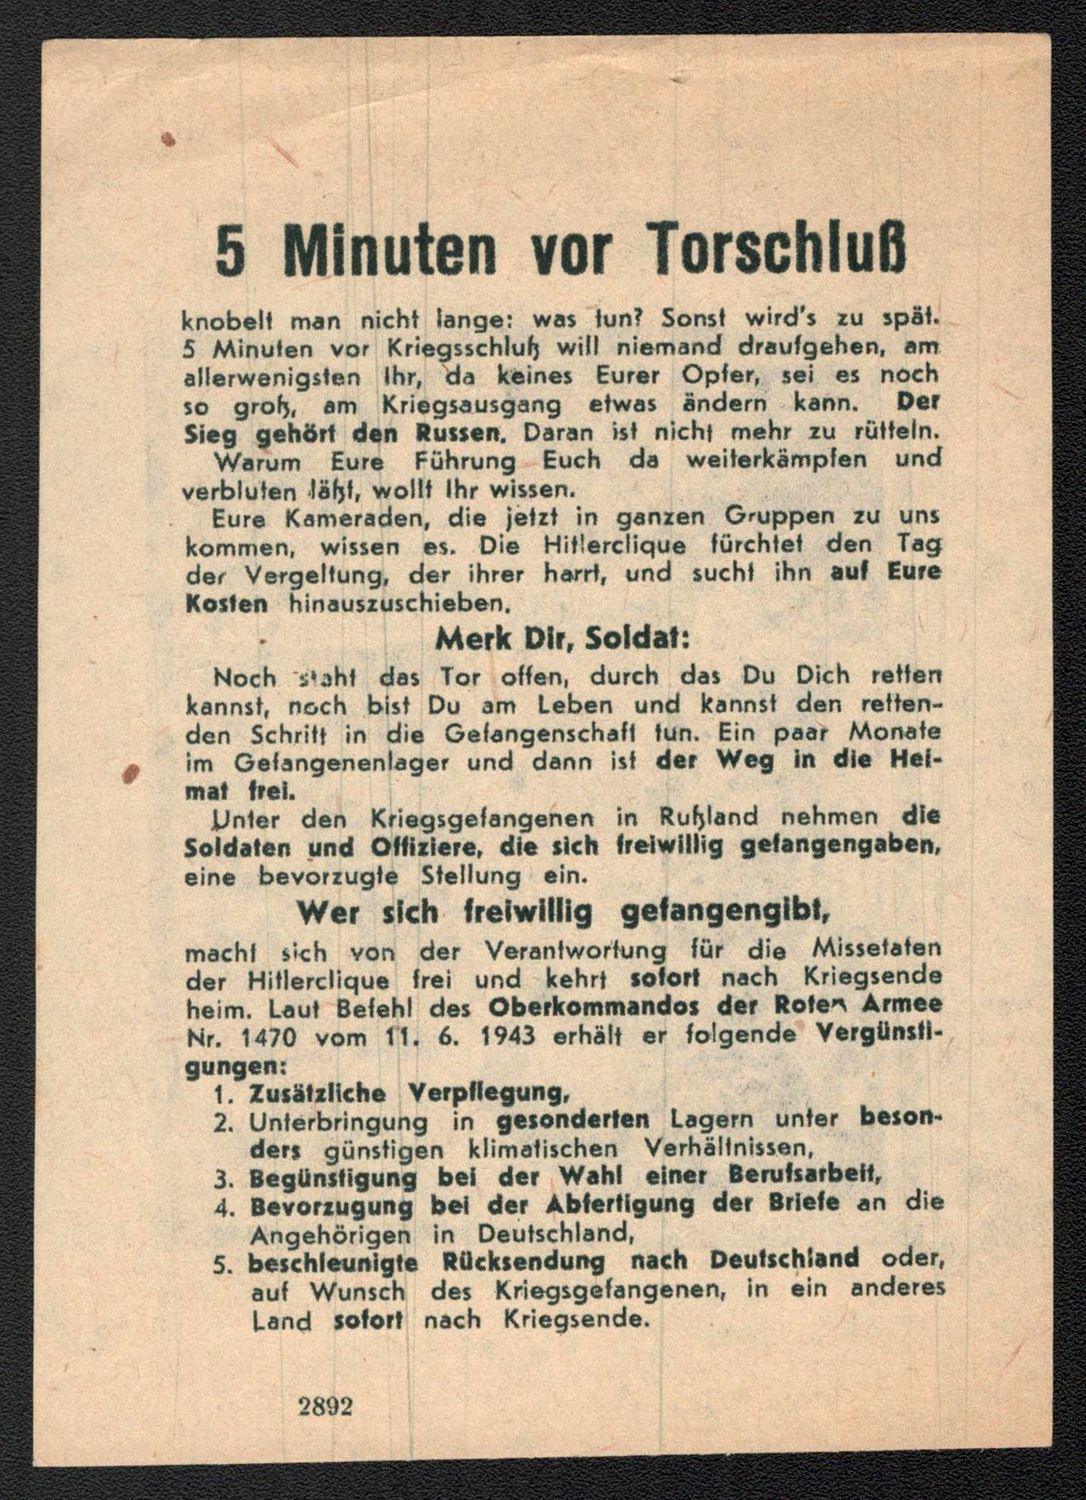 5 Minuten vor Torschluß
knobelt man nicht lange: was tun? Sonst wird's zu spät.
5 Minuten vor Kriegsschluß will niemand draufgehen, am
allerwenigsten Ihr, da keines Eurer Opfer, sei es noch
so groß, am Kriegsausgang etwas ändern kann. Der
Sieg gehört den Russen. Daran ist nicht mehr zu rütteln.
Warum Eure Führung Euch da weiterkämpfen und
verbluten läßt, wollt Ihr wissen.
Eure Kameraden, die jetzt in ganzen Gruppen zu uns
kommen, wissen es. Die Hitlerclique fürchtet den Tag
der Vergeltung, der ihrer harrt, und sucht ihn auf Eure
Kosten hinauszuschieben.
Merk Dir, Soldat:
Noch steht das Tor offen, durch das Du Dich retten
kannst, noch bist Du am Leben und kannst den retten-
den Schritt in die Gefangenschaft tun. Ein paar Monate
im Gefangenenlager und dann ist der Weg in die Hei-
mat frei.
Unter den Kriegsgefangenen in Rußland nehmen die
Soldaten und Offiziere, die sich freiwillig gefangengaben,
eine bevorzugte Stellung ein.
Wer sich freiwillig gefangengibt,
macht sich von der Verantwortung für die Missetaten
der Hitlerclique frei und kehrt sofort nach Kriegsende
heim. Laut Befehl des Oberkommandos der Roten Armee
Nr. 1470 vom 11. 6. 1943 erhält er folgende Vergünsti-
gungen:
1. Zusätzliche Verpflegung,
2. Unterbringung in gesonderten Lagern unter beson-
ders günstigen klimatischen Verhältnissen,
3. Begünstigung bei der Wahl einer Berufsarbeit,
4. Bevorzugung bei der Abfertigung der Briefe an die
Angehörigen in Deutschland,
5. beschleunigte Rücksendung nach Deutschland oder,
auf Wunsch des Kriegsgefangenen, in ein anderes
Land sofort nach Kriegsende.
2892